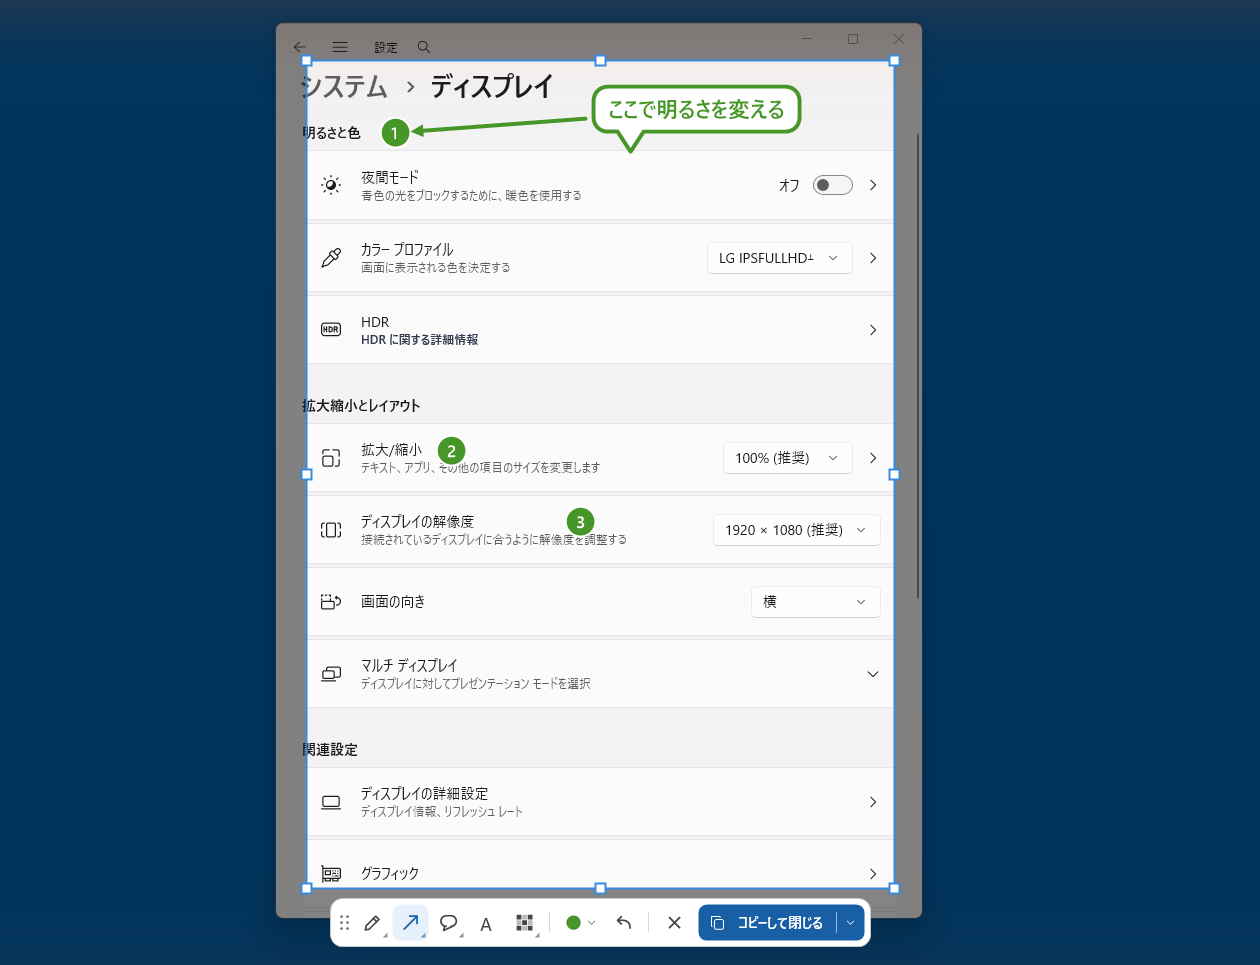 設定
システム › ディスプレイ
ここで明るさを変える
明るさと色
1
夜間モード
青色の光をブロックするために、暖色を使用する
オフ
カラー プロファイル
画面に表示される色を決定する
LG IPSFULLHD
HDR
HDR
HDR に関する詳細情報
拡大縮小とレイアウト
拡大/縮小
2
テキスト、アプリ、その他の項目のサイズを変更します
100% (推奨)
ディスプレイの解像度
3
接続されているディスプレイに合うように解像度を調整する
1920 × 1080 (推奨)
画面の向き
横
マルチ ディスプレイ
ディスプレイに対してプレゼンテーション モードを選択
関連設定
ディスプレイの詳細設定
ディスプレイ情報、リフレッシュ レート
グラフィック
A
コピーして閉じる